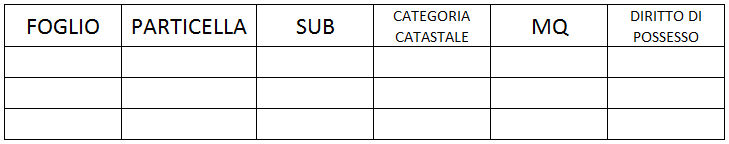 FOGLIO PARTICELLA SUB CATEGORIA CATASTALE MQ DIRITTO DI POSSESSO